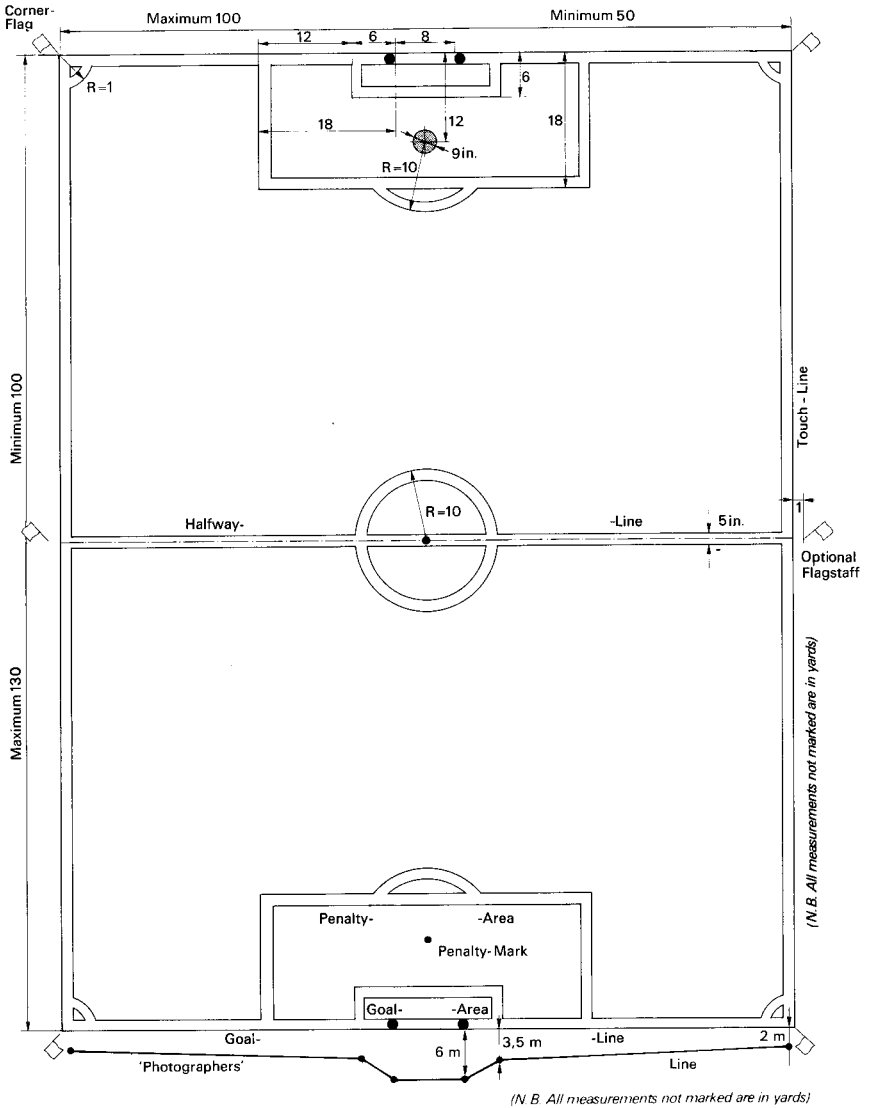 Corner-
Flag
Maximum 100
Minimum 50
12
6
8
R=1
6
18
12
18
9in.
R=10
Minimum 100
Touch - Line
R=10
Halfway-
-Line
5in.
1
Optional
Flagstaff
Maximum 130
(N.B. All measurements not marked are in yards)
Penalty-
-Area
Penalty-Mark
Goal-
-Area
Goal-
3,5 m
-Line
2 m
6 m
'Photographers'
Line
(N.B. All measurements not marked are in yards)